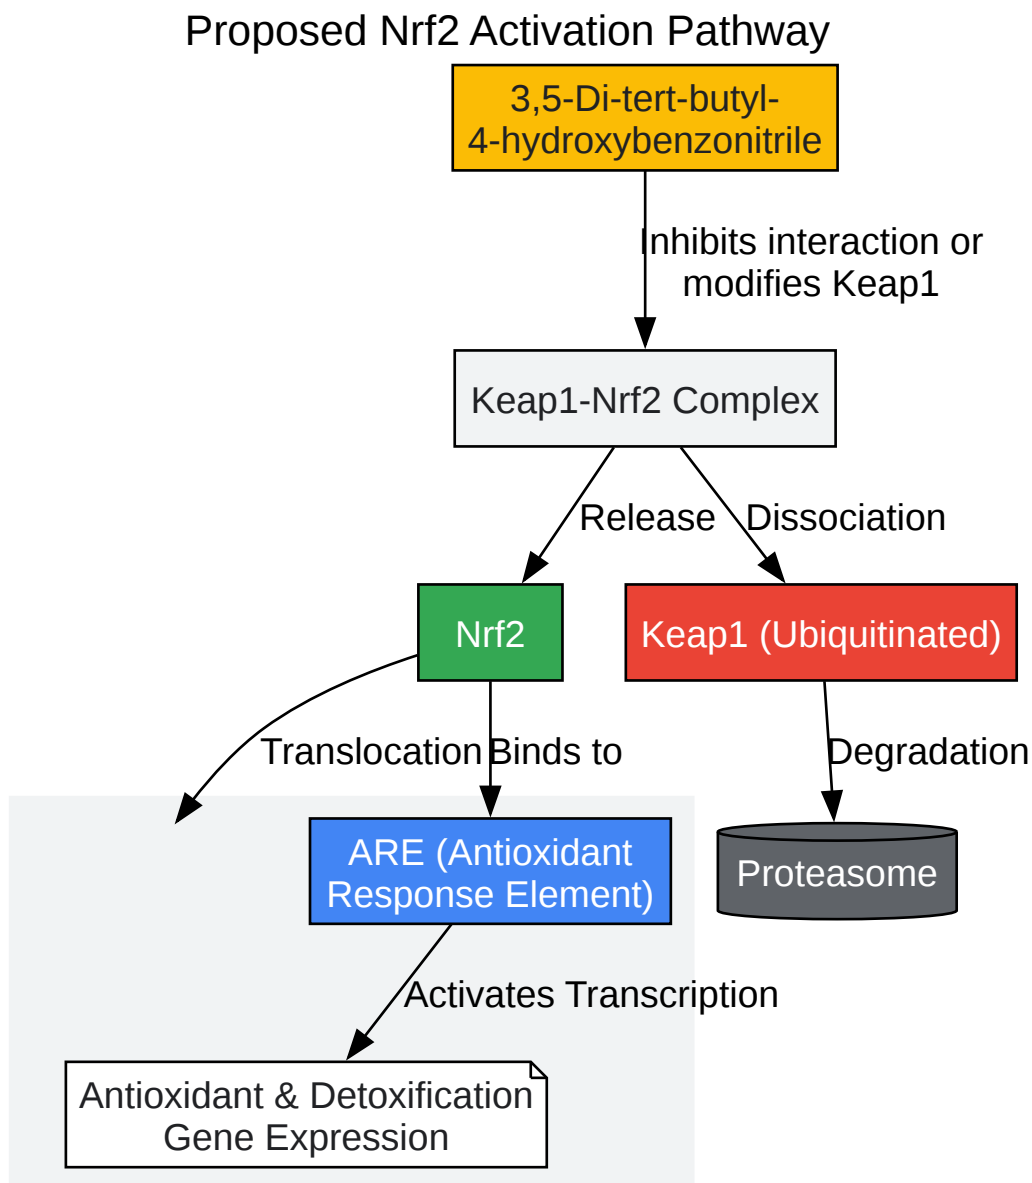 Proposed Nrf2 Activation Pathway
3,5-Di-tert-butyl-
4-hydroxybenzonitrile
Inhibits interaction or
modifies Keap1
Keap1-Nrf2 Complex
Release
Dissociation
Nrf2
Keap1 (Ubiquitinated)
Translocation
Binds to
Degradation
ARE (Antioxidant
Response Element)
Proteasome
Activates Transcription
Antioxidant & Detoxification
Gene Expression